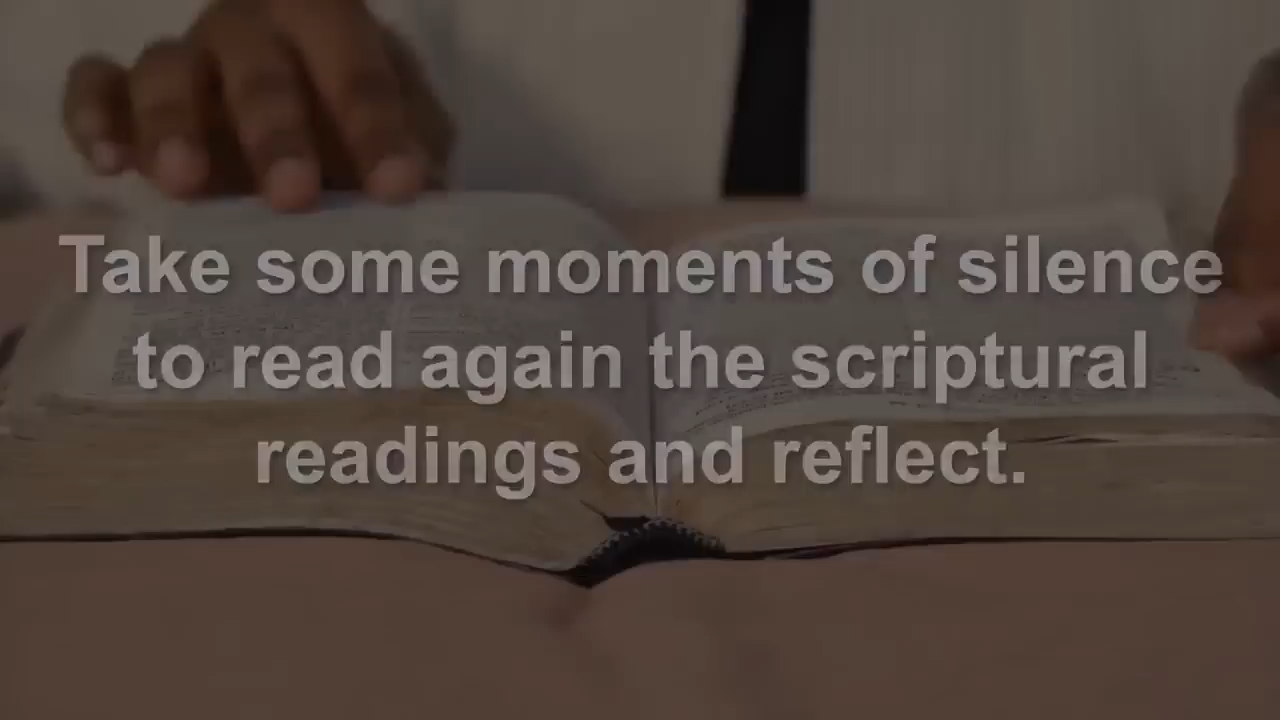 Take some moments of silence
to read again the scriptural
readings and reflect.